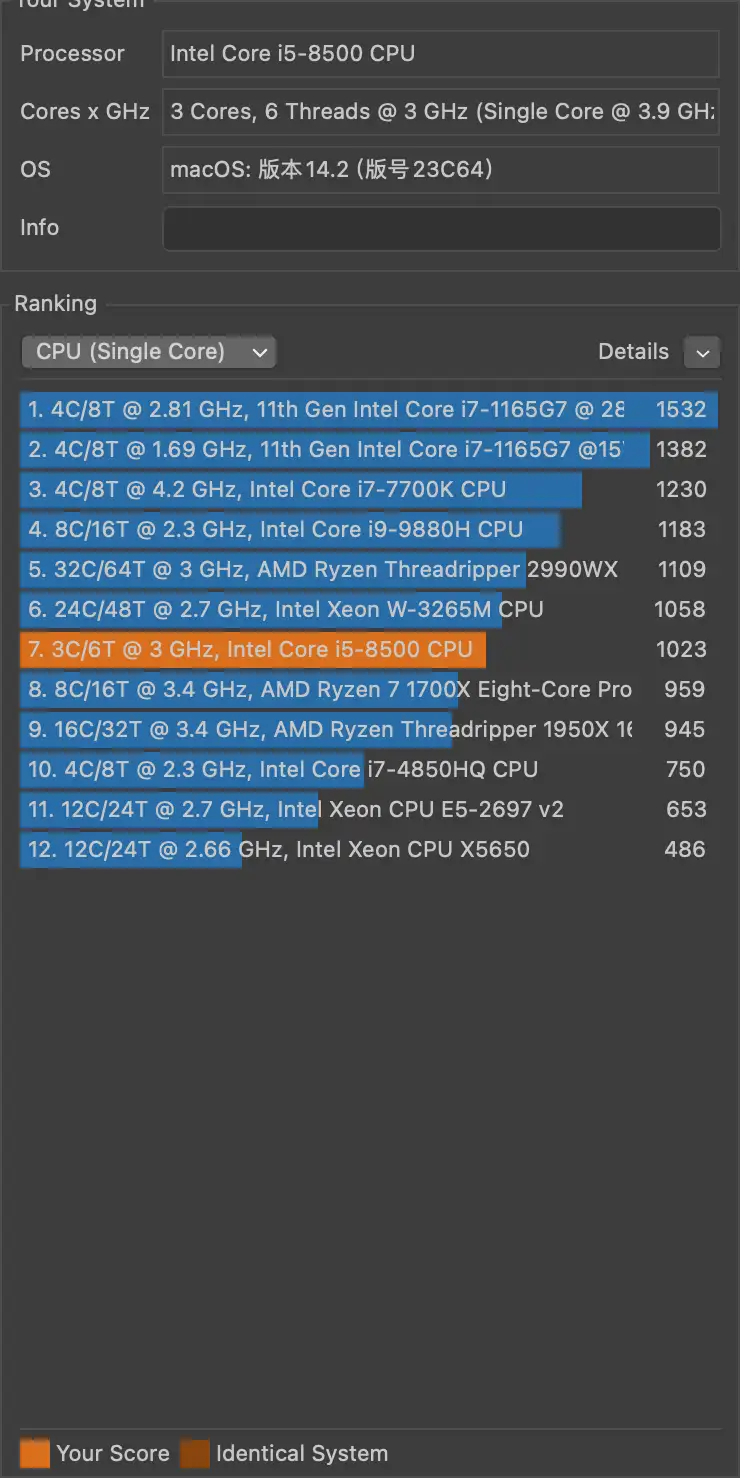 Your System
Processor Intel Core i5-8500 CPU
Cores x GHz 3 Cores, 6 Threads @ 3 GHz (Single Core @ 3.9 GHz
OS macOS: 版本 14.2 (版号 23C64)
Info
Ranking
CPU (Single Core) Details
1. 4C/8T @ 2.81 GHz, 11th Gen Intel Core i7-1165G7 @ 28 1532
2. 4C/8T @ 1.69 GHz, 11th Gen Intel Core i7-1165G7 @15 1382
3. 4C/8T @ 4.2 GHz, Intel Core i7-7700K CPU 1230
4. 8C/16T @ 2.3 GHz, Intel Core i9-9880H CPU 1183
5. 32C/64T @ 3 GHz, AMD Ryzen Threadripper 2990WX 1109
6. 24C/48T @ 2.7 GHz, Intel Xeon W-3265M CPU 1058
7. 3C/6T @ 3 GHz, Intel Core i5-8500 CPU 1023
8. 8C/16T @ 3.4 GHz, AMD Ryzen 7 1700X Eight-Core Pro 959
9. 16C/32T @ 3.4 GHz, AMD Ryzen Threadripper 1950X 16 945
10. 4C/8T @ 2.3 GHz, Intel Core i7-4850HQ CPU 750
11. 12C/24T @ 2.7 GHz, Intel Xeon CPU E5-2697 v2 653
12. 12C/24T @ 2.66 GHz, Intel Xeon CPU X5650 486
Your Score Identical System